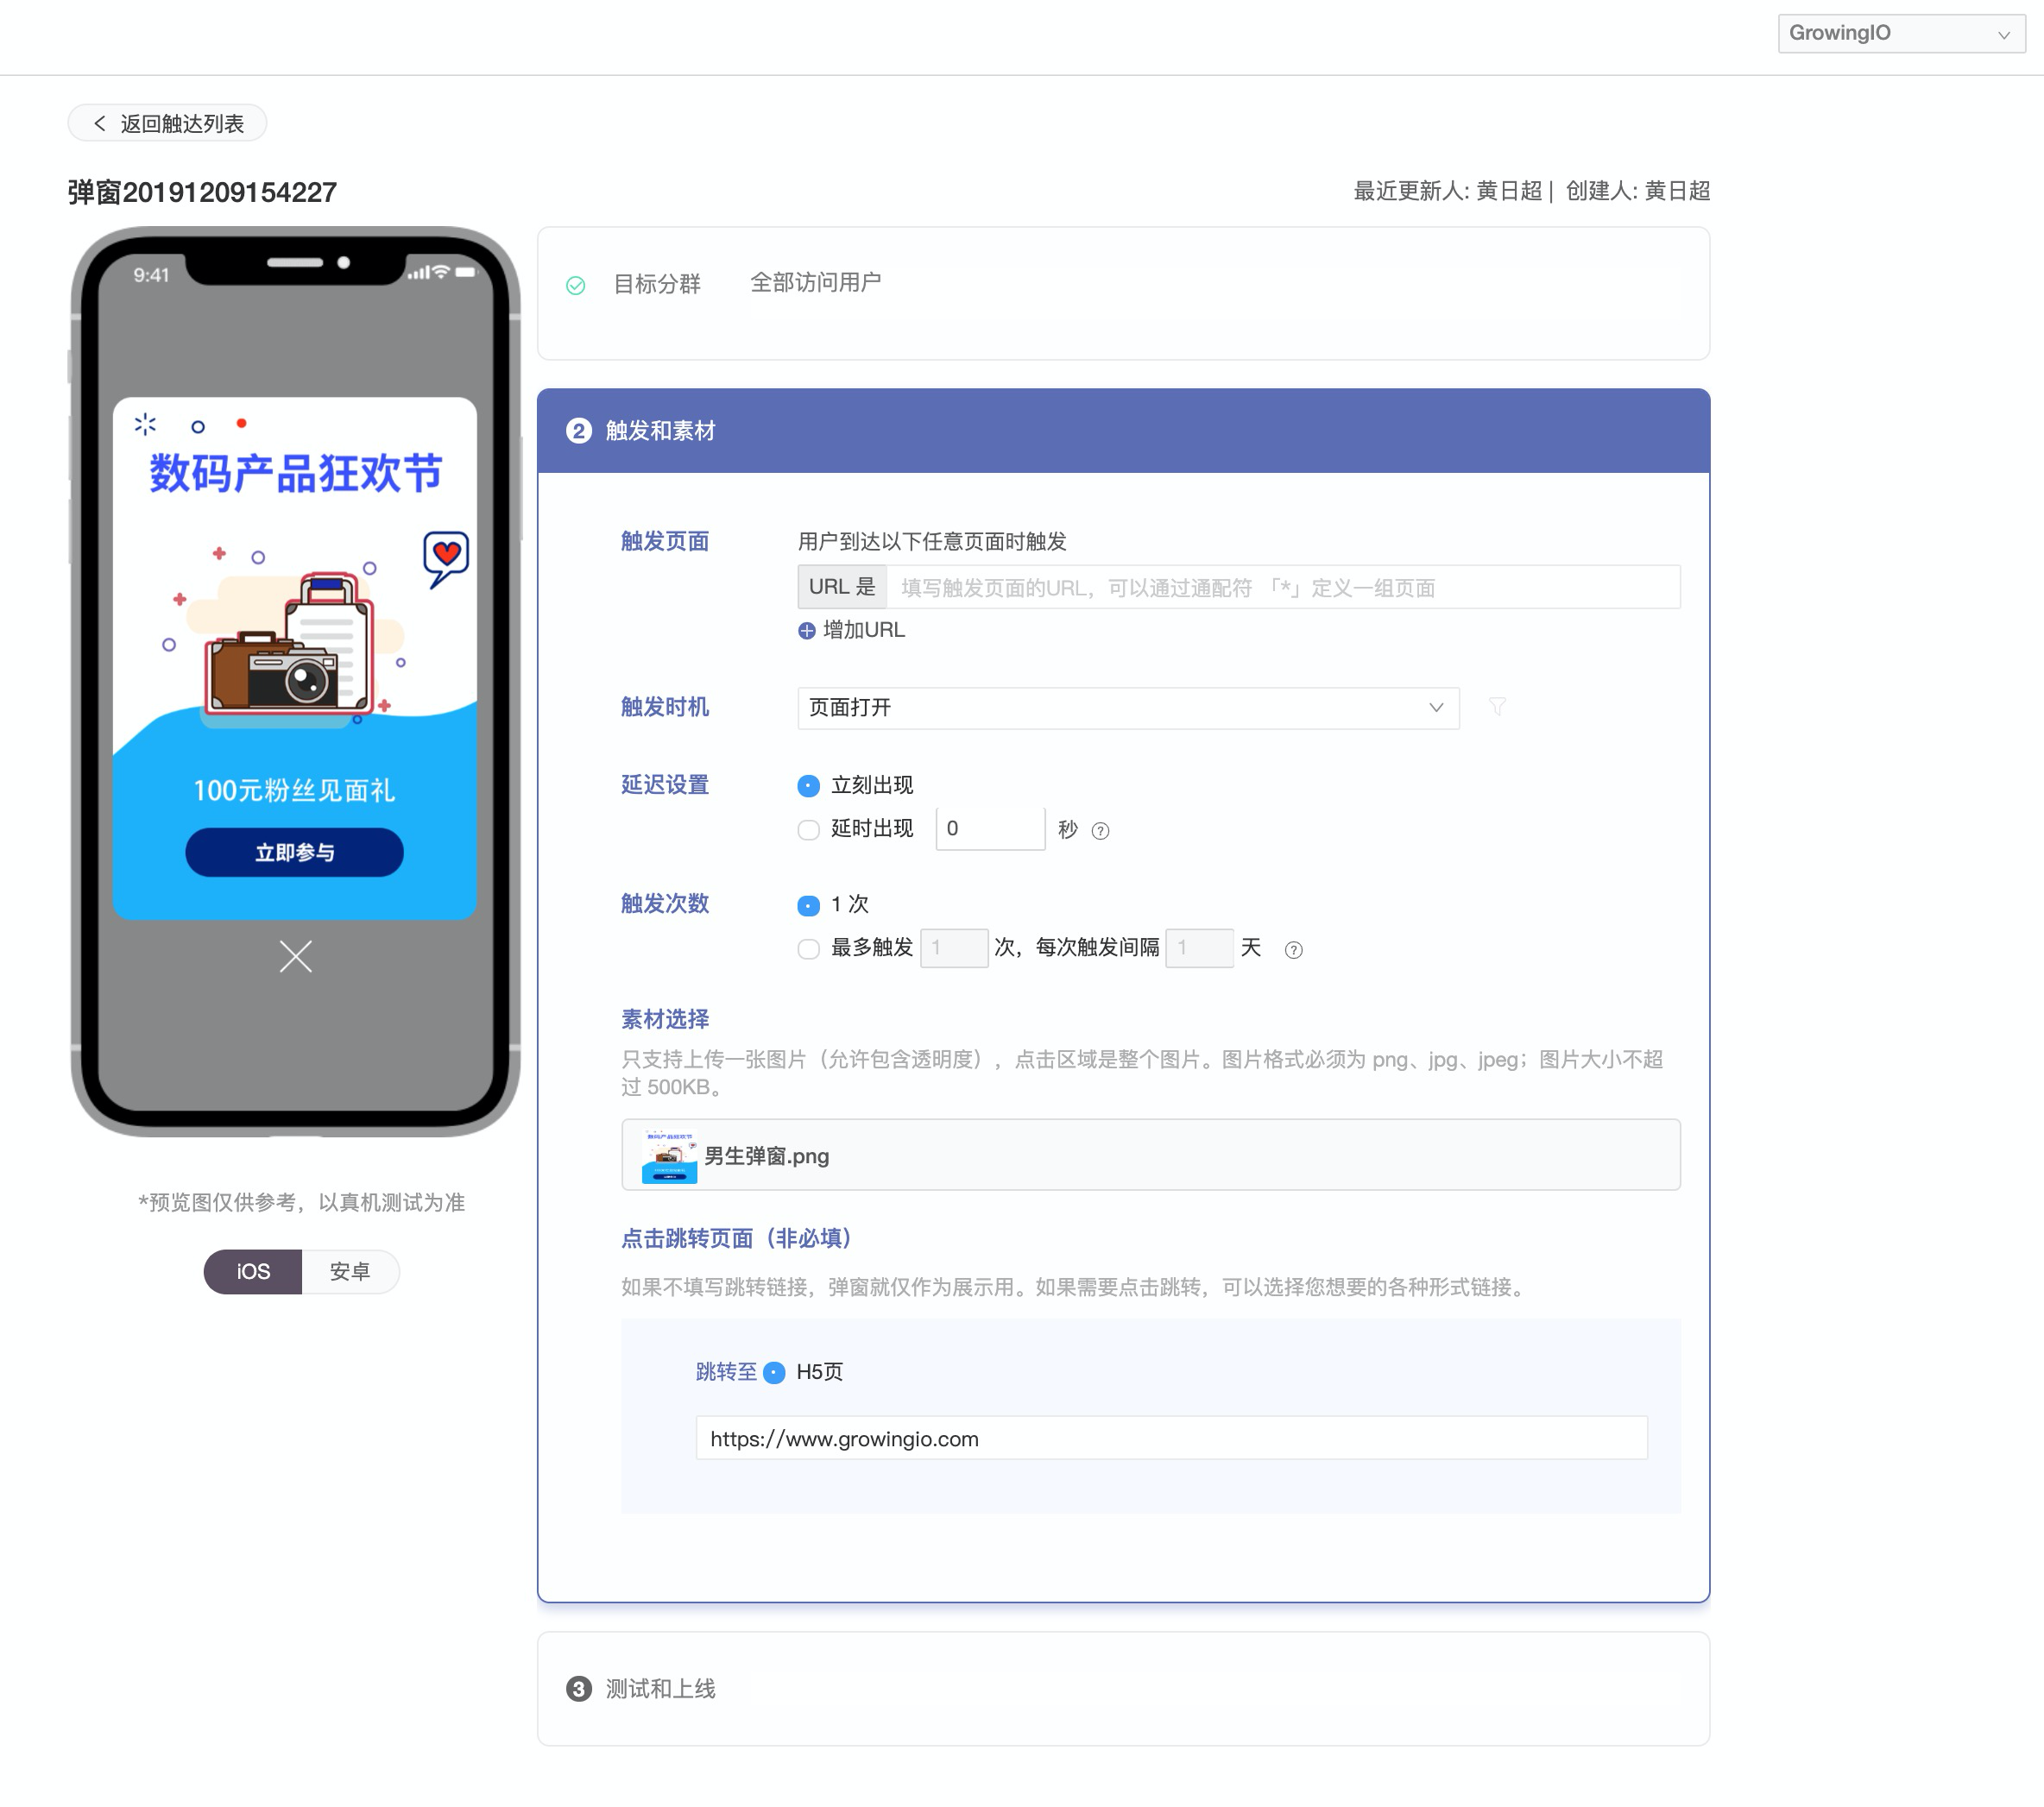 GrowingIO
返回触达列表
弹窗20191209154227
最近更新人: 黄日超 | 创建人: 黄日超
9:41
数码产品狂欢节
100元粉丝见面礼
立即参与
*预览图仅供参考，以真机测试为准
iOS
安卓
目标分群 全部访问用户
2 触发和素材
触发页面 用户到达以下任意页面时触发
URL 是 填写触发页面的URL，可以通过通配符 「*」定义一组页面
增加URL
触发时机 页面打开
延迟设置 立刻出现
延时出现 0 秒 ?
触发次数 1 次
最多触发 1 次，每次触发间隔 1 天 ?
素材选择
只支持上传一张图片（允许包含透明度），点击区域是整个图片。图片格式必须为 png、jpg、jpeg；图片大小不超
过 500KB。
男生弹窗.png
点击跳转页面（非必填）
如果不填写跳转链接，弹窗就仅作为展示用。如果需要点击跳转，可以选择您想要的各种形式链接。
跳转至 H5页
https://www.growingio.com
3 测试和上线